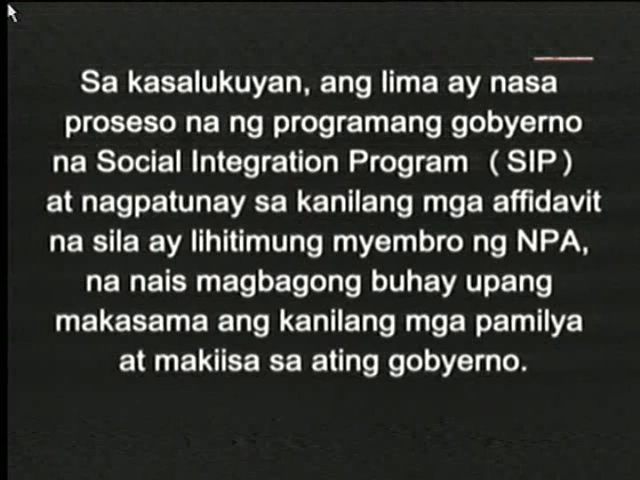 Sa kasalukuyan, ang lima ay nasa
proseso na ng programang gobyerno
na Social Integration Program ( SIP )
at nagpatunay sa kanilang mga affidavit
na sila ay lihitimung myembro ng NPA,
na nais magbagong buhay upang
makasama ang kanilang mga pamilya
at makiisa sa ating gobyerno.